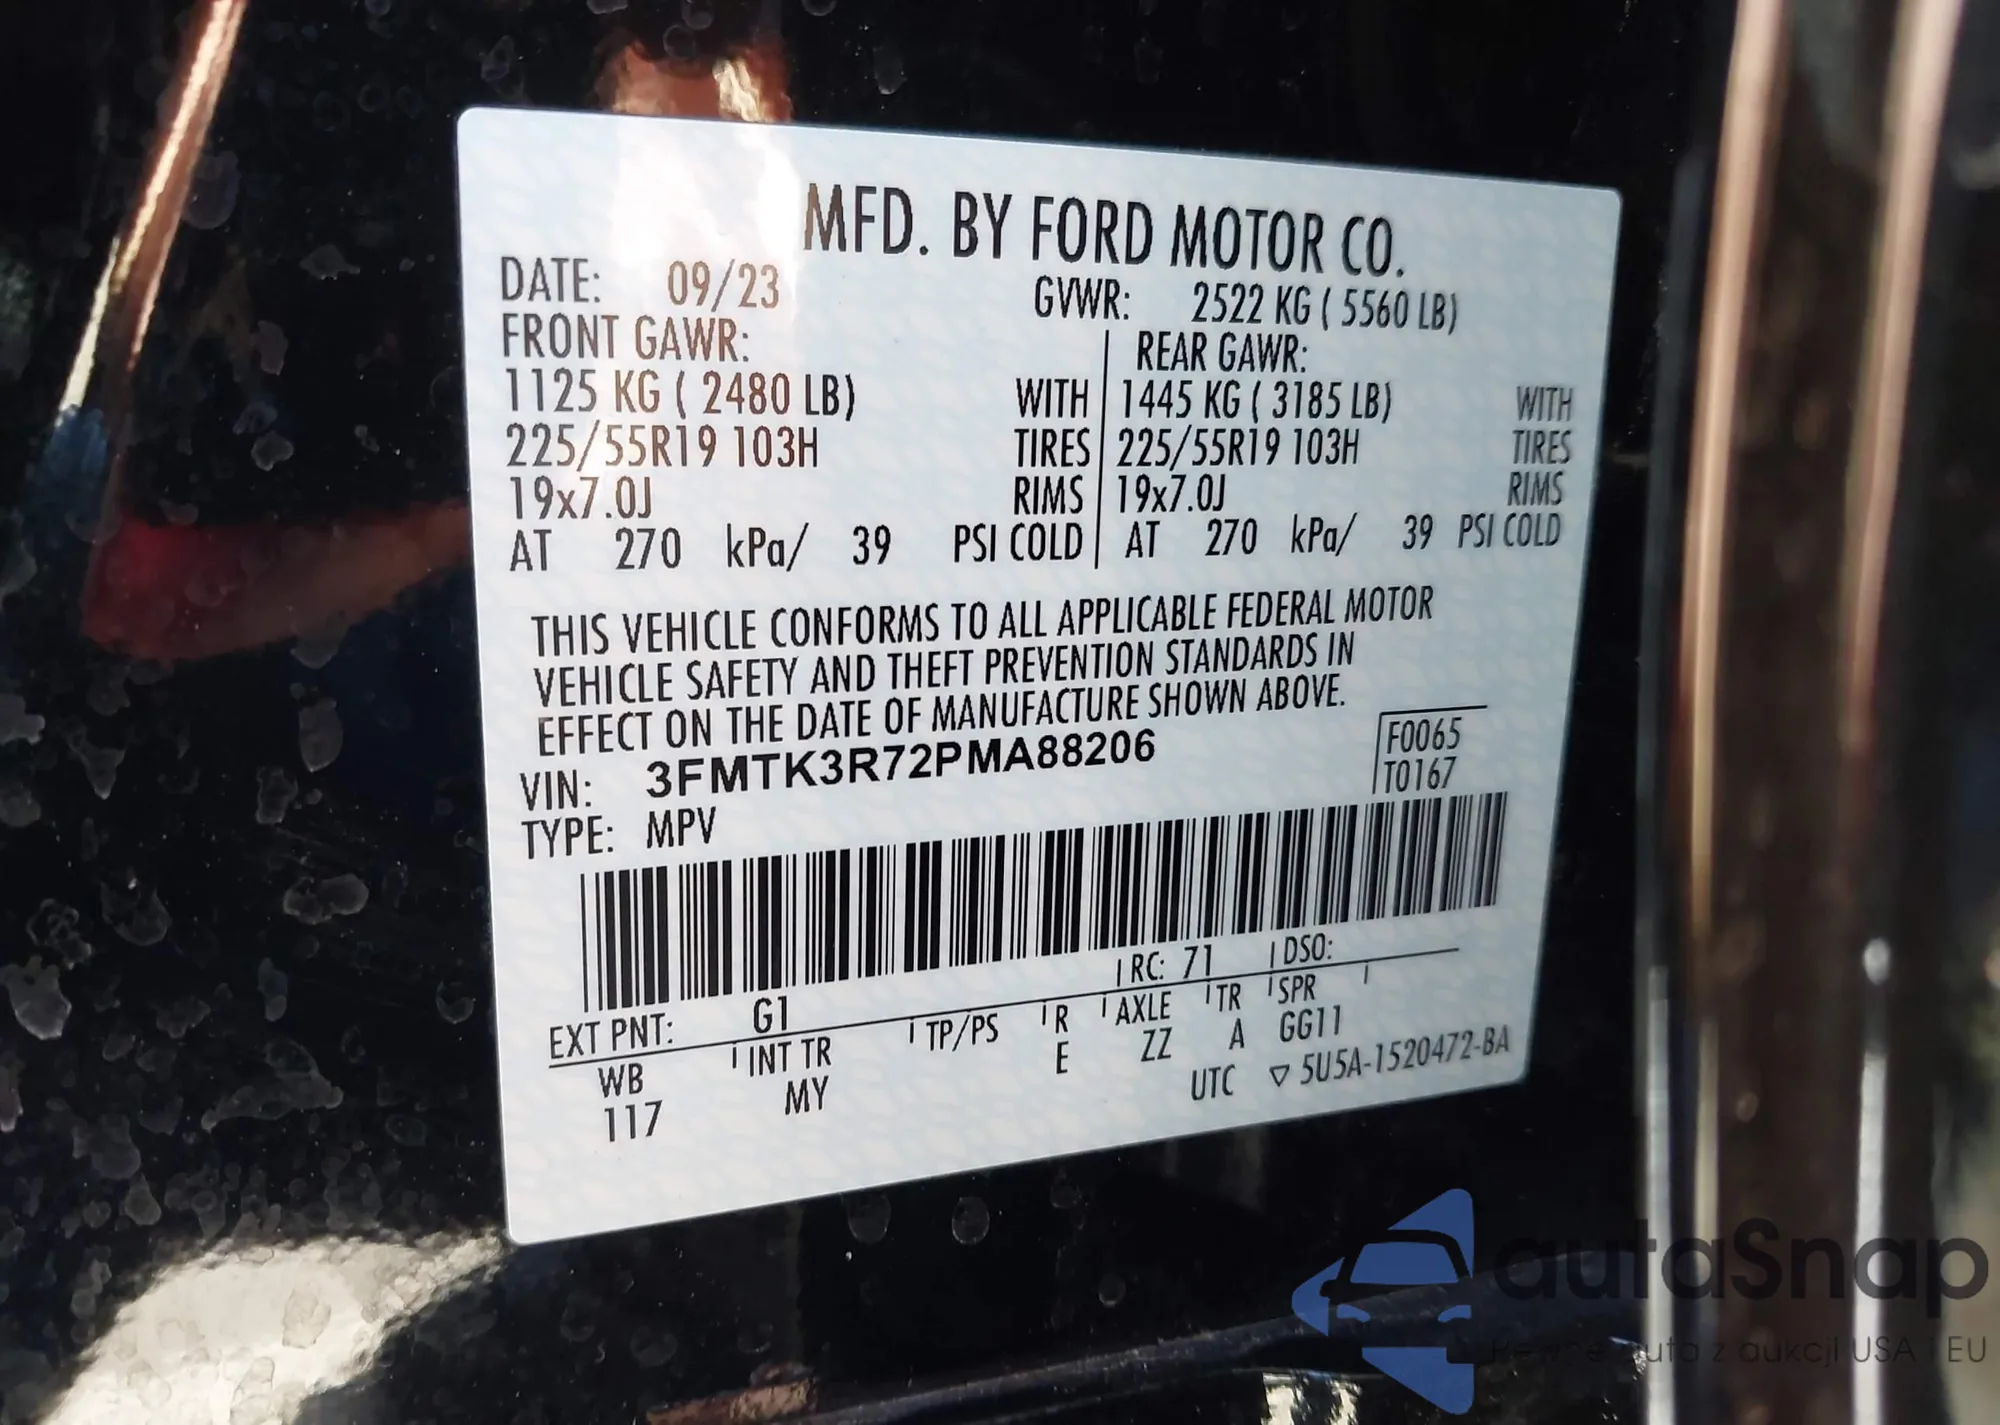 MFD. BY FORD MOTOR CO.
DATE: 09/23 GVWR: 2522 KG ( 5560 LB)
FRONT GAWR: REAR GAWR:
1125 KG ( 2480 LB) WITH 1445 KG ( 3185 LB) WITH
225/55R19 103H TIRES 225/55R19 103H TIRES
19x7.0J RIMS 19x7.0J RIMS
AT 270 kPa/ 39 PSI COLD AT 270 kPa/ 39 PSI COLD
THIS VEHICLE CONFORMS TO ALL APPLICABLE FEDERAL MOTOR
VEHICLE SAFETY AND THEFT PREVENTION STANDARDS IN
EFFECT ON THE DATE OF MANUFACTURE SHOWN ABOVE.
VIN: 3FMTK3R72PMA88206
F0065
T0167
TYPE: MPV
EXT PNT: G1 RC: 71 DSO:
WB INT TR TP/PS R AXLE TR SPR
117 MY E ZZ A GG11
UTC ▽ 5U5A-1520472-BA
autaSnap
Pewne auta z aukcji USA i EU